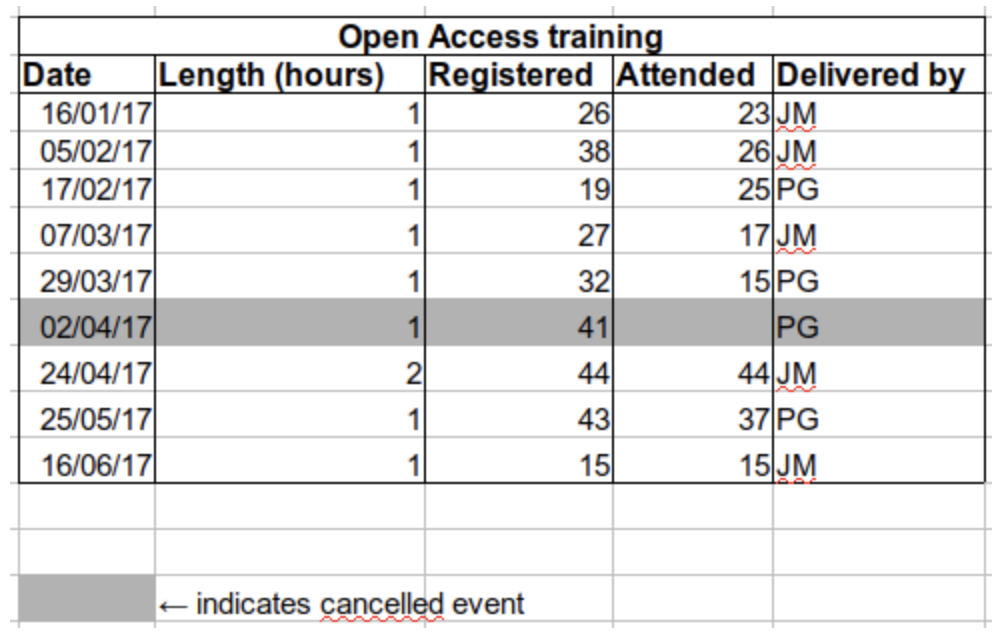 Open Access training
Date Length (hours) Registered Attended Delivered by
16/01/17 1 26 23 JM
05/02/17 1 38 26 JM
17/02/17 1 19 25 PG
07/03/17 1 27 17 JM
29/03/17 1 32 15 PG
02/04/17 1 41 PG
24/04/17 2 44 44 JM
25/05/17 1 43 37 PG
16/06/17 1 15 15 JM
← indicates cancelled event